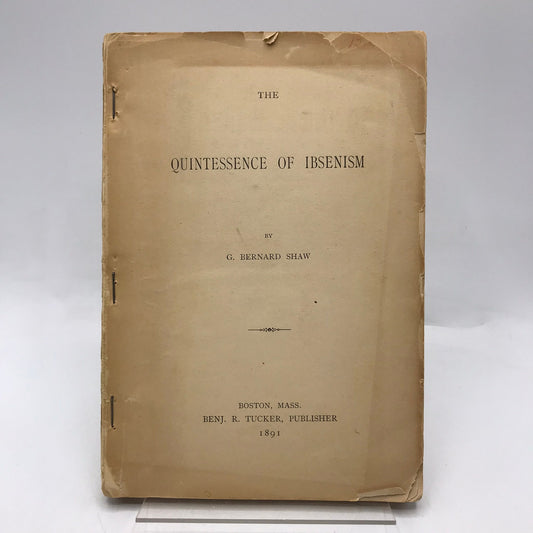 THE
QUINTESSENCE OF IBSENISM
BY
G. BERNARD SHAW
BOSTON, MASS.
BENJ. R. TUCKER, PUBLISHER
1891